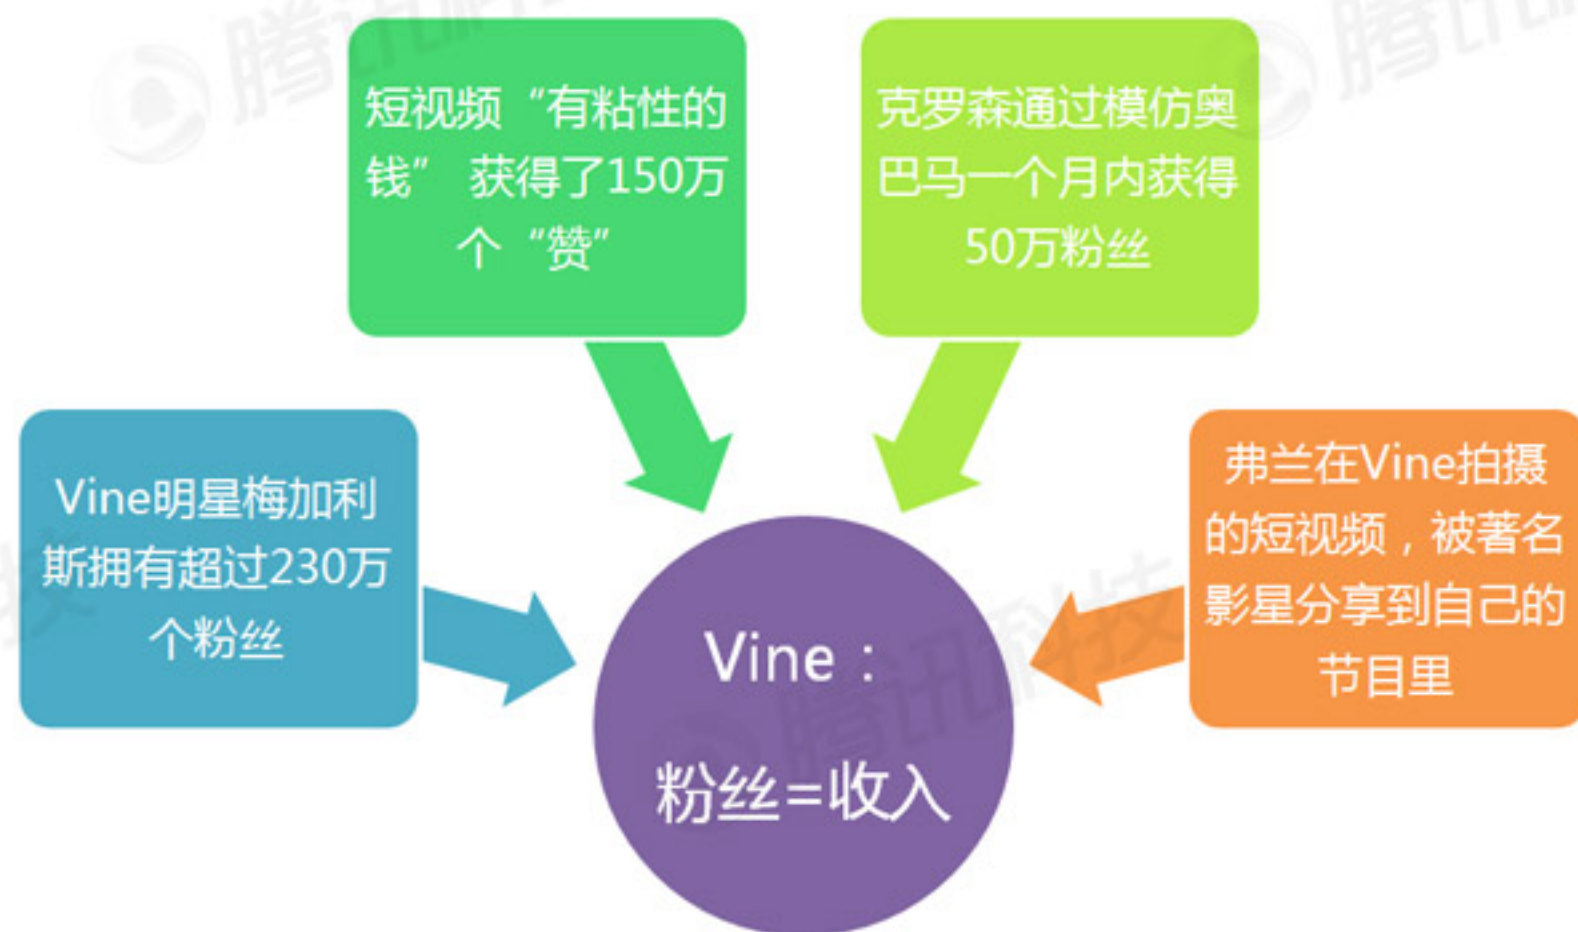 短视频“有粘性的
钱” 获得了150万
个“赞”
克罗森通过模仿奥
巴马一个月内获得
50万粉丝
Vine明星梅加利
斯拥有超过230万
个粉丝
弗兰在Vine拍摄
的短视频，被著名
影星分享到自己的
节目里
Vine：
粉丝=收入
腾讯科技